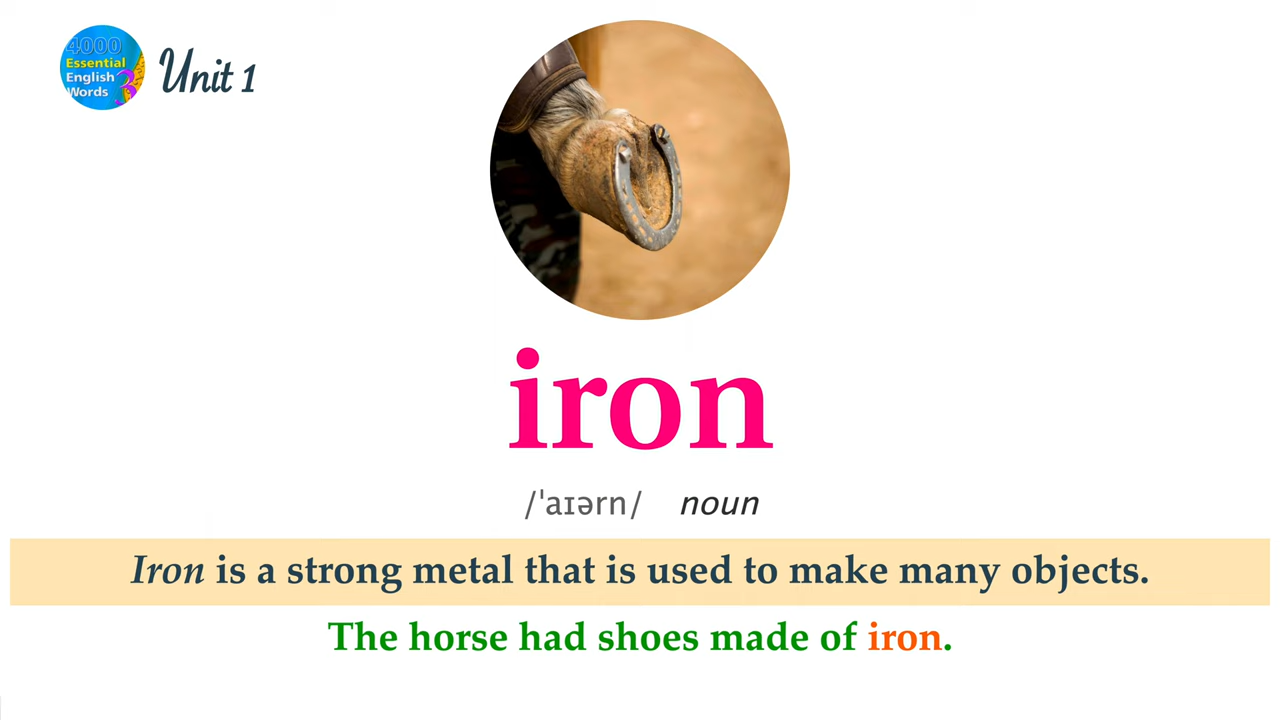 4000
Essential
English
Words 3
Unit 1
iron
/ˈaɪərn/ noun
Iron is a strong metal that is used to make many objects.
The horse had shoes made of iron.